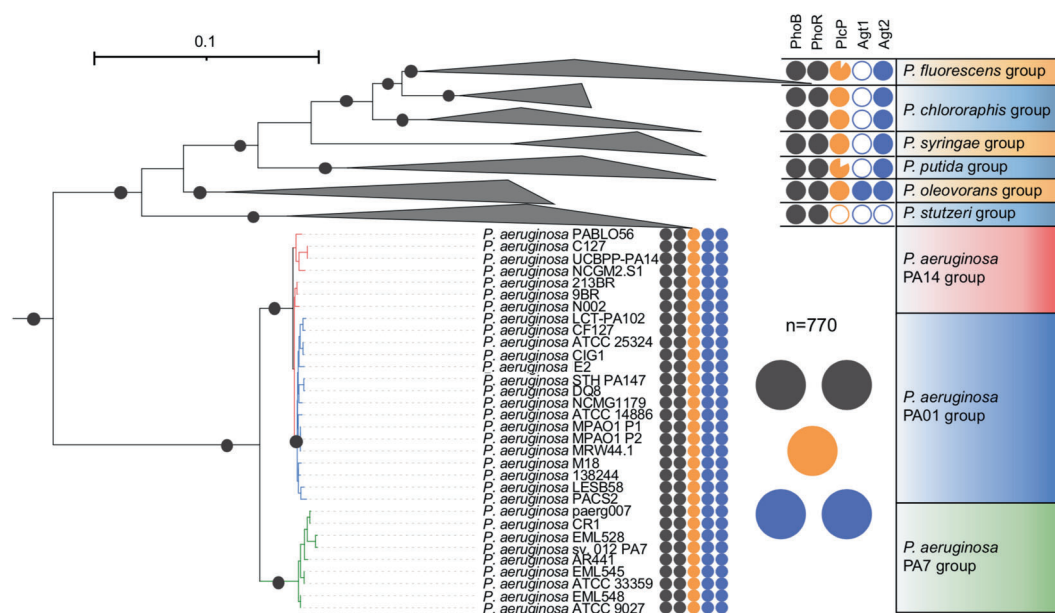 0.1
PhoB
PhoR
PlcP
Agt1
Agt2
P. fluorescens group
P. chlororaphis group
P. syringae group
P. putida group
P. oleovorans group
P. stutzeri group
P. aeruginosa PABLO56
P. aeruginosa C127
P. aeruginosa UCBPP-PA14
P. aeruginosa NCGM2.S1
P. aeruginosa 213BR
P. aeruginosa 9BR
P. aeruginosa N002
P. aeruginosa LCT-PA102
P. aeruginosa CF127
P. aeruginosa ATCC 25324
P. aeruginosa CIG1
P. aeruginosa E2
P. aeruginosa STH PA147
P. aeruginosa DQ8
P. aeruginosa NCMG1179
P. aeruginosa ATCC 14886
P. aeruginosa MPAO1 P1
P. aeruginosa MPAO1 P2
P. aeruginosa MRW44.1
P. aeruginosa M18
P. aeruginosa 138244
P. aeruginosa LESB58
P. aeruginosa PACS2
P. aeruginosa paerg007
P. aeruginosa CR1
P. aeruginosa EML528
P. aeruginosa sv. 012 PA7
P. aeruginosa AR441
P. aeruginosa EML545
P. aeruginosa ATCC 33359
P. aeruginosa EML548
P. aeruginosa ATCC 9027
n=770
P. aeruginosa
PA14 group
P. aeruginosa
PA01 group
P. aeruginosa
PA7 group